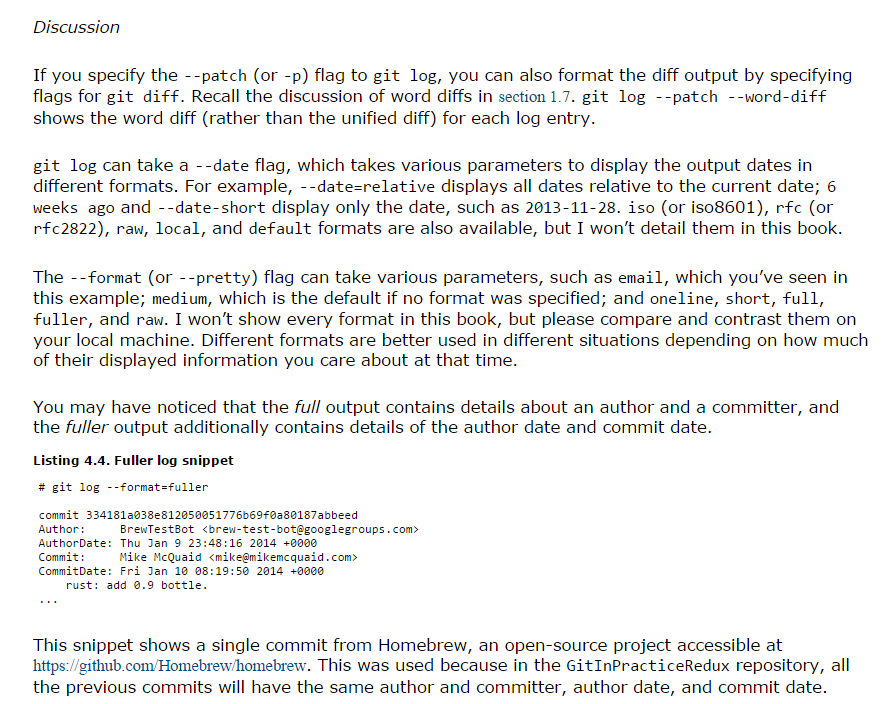 Discussion
If you specify the --patch (or -p) flag to git log, you can also format the diff output by specifying
flags for git diff. Recall the discussion of word diffs in section 1.7. git log --patch --word-diff
shows the word diff (rather than the unified diff) for each log entry.
git log can take a --date flag, which takes various parameters to display the output dates in
different formats. For example, --date=relative displays all dates relative to the current date; 6
weeks ago and --date-short display only the date, such as 2013-11-28. iso (or iso8601), rfc (or
rfc2822), raw, local, and default formats are also available, but I won’t detail them in this book.
The --format (or --pretty) flag can take various parameters, such as email, which you’ve seen in
this example; medium, which is the default if no format was specified; and oneline, short, full,
fuller, and raw. I won’t show every format in this book, but please compare and contrast them on
your local machine. Different formats are better used in different situations depending on how much
of their displayed information you care about at that time.
You may have noticed that the full output contains details about an author and a committer, and
the fuller output additionally contains details of the author date and commit date.
Listing 4.4. Fuller log snippet
# git log --format=fuller
commit 334181a038e812050051776b69f0a80187abbeed
Author: BrewTestBot <brew-test-bot@googlegroups.com>
AuthorDate: Thu Jan 9 23:48:16 2014 +0000
Commit: Mike McQuaid <mike@mikemcquaid.com>
CommitDate: Fri Jan 10 08:19:50 2014 +0000
rust: add 0.9 bottle.
...
This snippet shows a single commit from Homebrew, an open-source project accessible at
https://github.com/Homebrew/homebrew. This was used because in the GitInPracticeRedux repository, all
the previous commits will have the same author and committer, author date, and commit date.